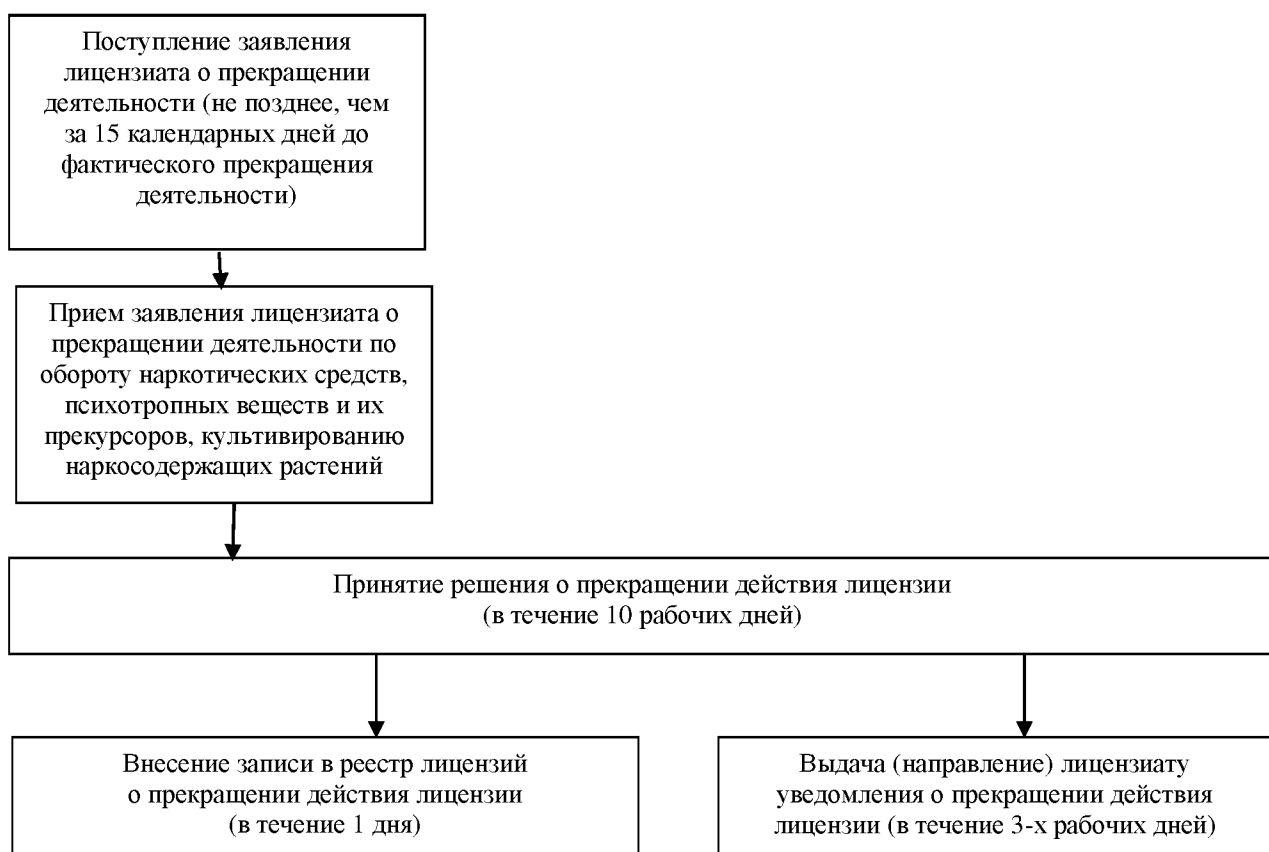 Поступление заявления
лицензиата о прекращении
деятельности (не позднее, чем
за 15 календарных дней до
фактического прекращения
деятельности)
Прием заявления лицензиата о
прекращении деятельности по
обороту наркотических средств,
психотропных веществ и их
прекурсоров, культивированию
наркосодержащих растений
Принятие решения о прекращении действия лицензии
(в течение 10 рабочих дней)
Внесение записи в реестр лицензий
о прекращении действия лицензии
(в течение 1 дня)
Выдача (направление) лицензиату
уведомления о прекращении действия
лицензии (в течение 3-х рабочих дней)